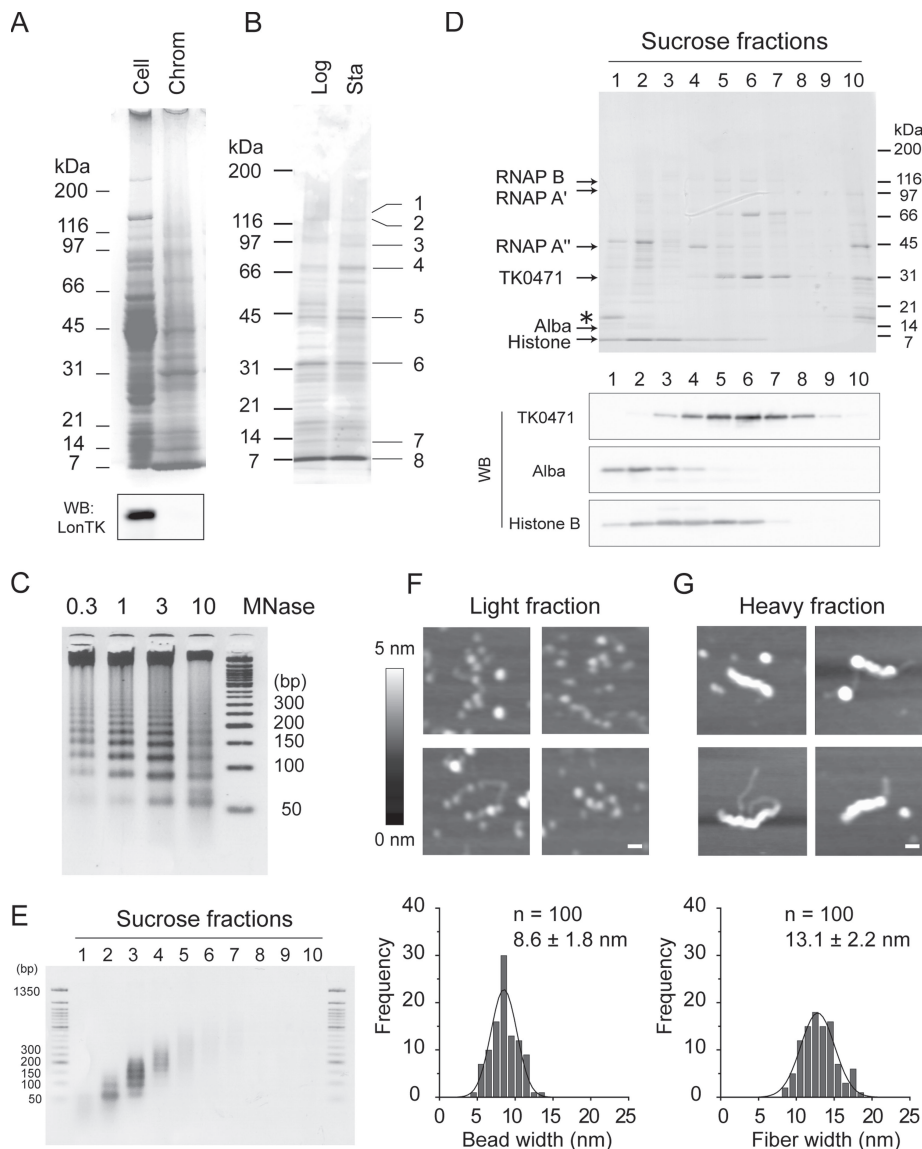 A
Cell
Chrom
kDa
200
116
97
66
45
31
21
14
7
WB:
LonTK
B
Log
Sta
kDa
200
116
97
66
45
31
21
14
7
1
2
3
4
5
6
7
8
D
Sucrose fractions
1 2 3 4 5 6 7 8 9 10
kDa
200
116
97
66
45
31
21
14
7
RNAP B
RNAP A'
RNAP A''
TK0471
*
Alba
Histone
1 2 3 4 5 6 7 8 9 10
WB
TK0471
Alba
Histone B
C
0.3 1 3 10 MNase
(bp)
300
200
150
100
50
F
Light fraction
5 nm
0 nm
G
Heavy fraction
E
Sucrose fractions
1 2 3 4 5 6 7 8 9 10
(bp)
1350
300
200
150
100
50
n = 100
8.6 ± 1.8 nm
Frequency
40
30
20
10
0
0 5 10 15 20 25
Bead width (nm)
n = 100
13.1 ± 2.2 nm
Frequency
40
30
20
10
0
0 5 10 15 20 25
Fiber width (nm)